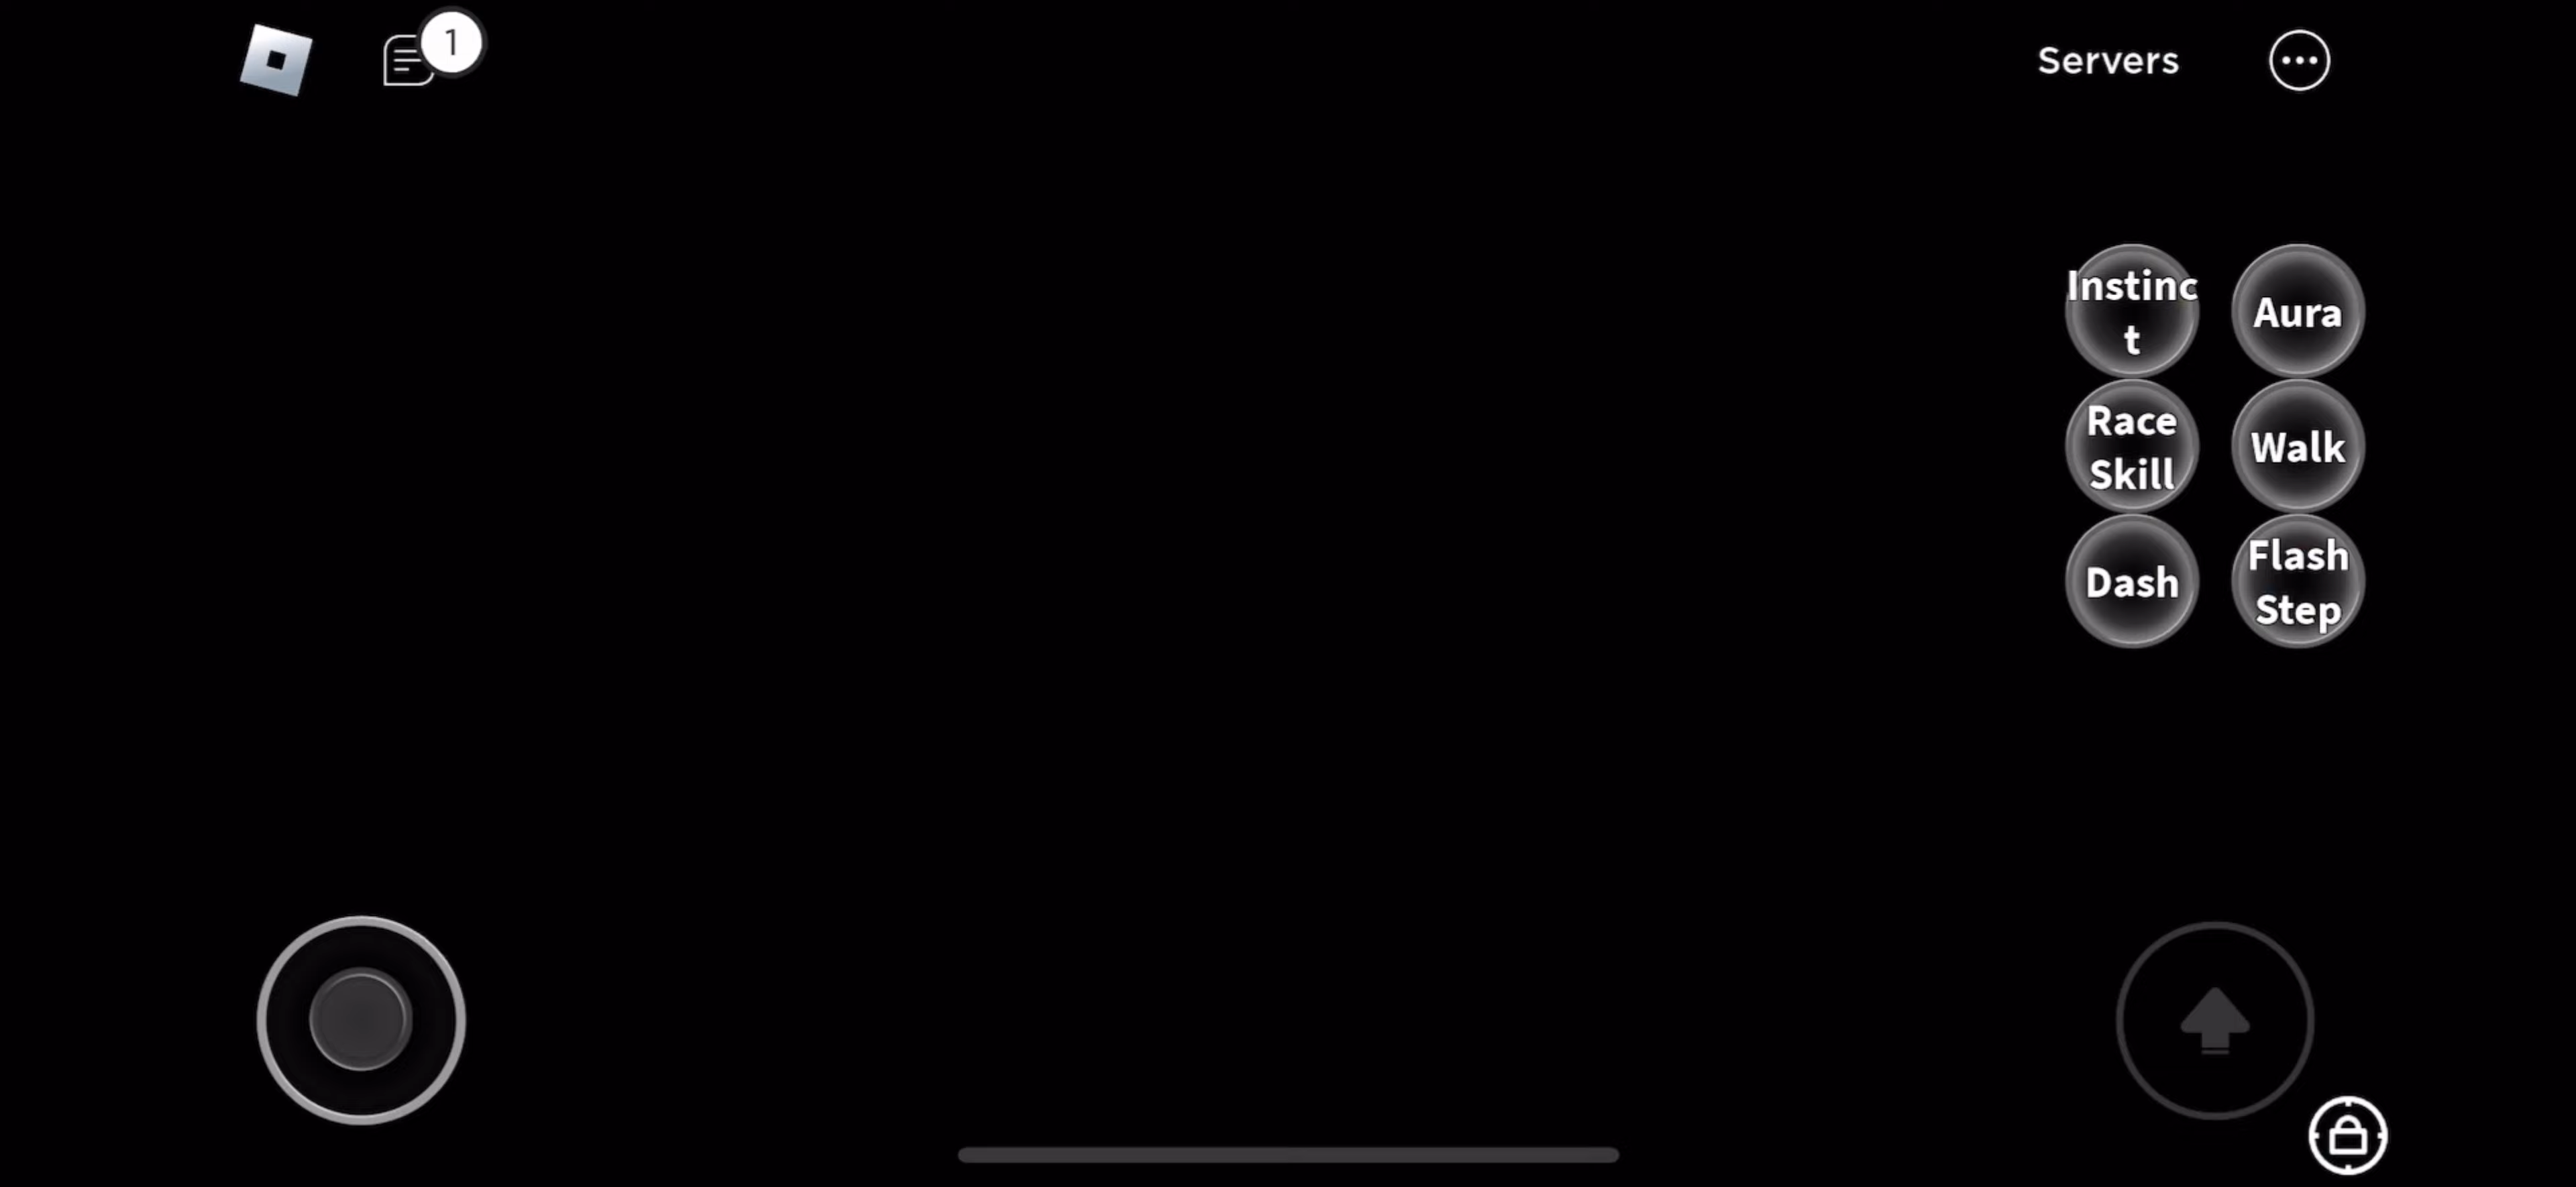 1
Servers
Instinc
t
Aura
Race
Skill
Walk
Dash
Flash
Step